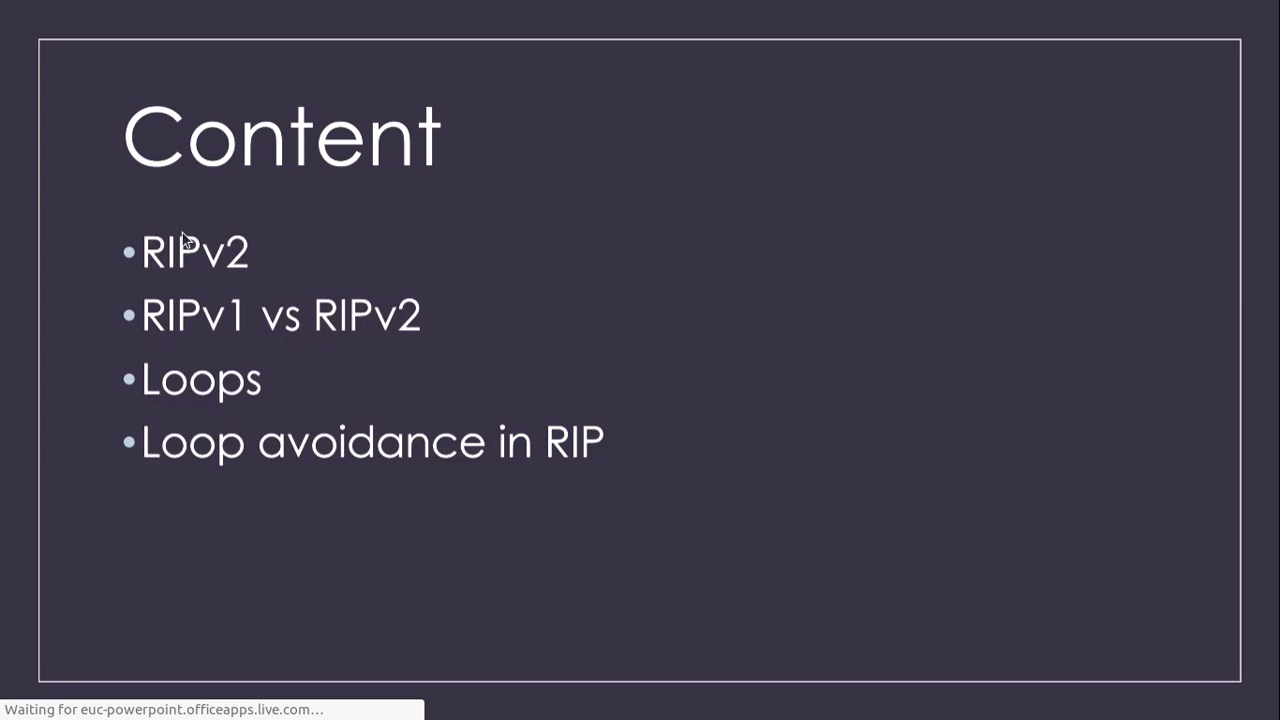 Content
•RIPv2
•RIPv1 vs RIPv2
•Loops
•Loop avoidance in RIP
Waiting for euc-powerpoint.officeapps.live.com…